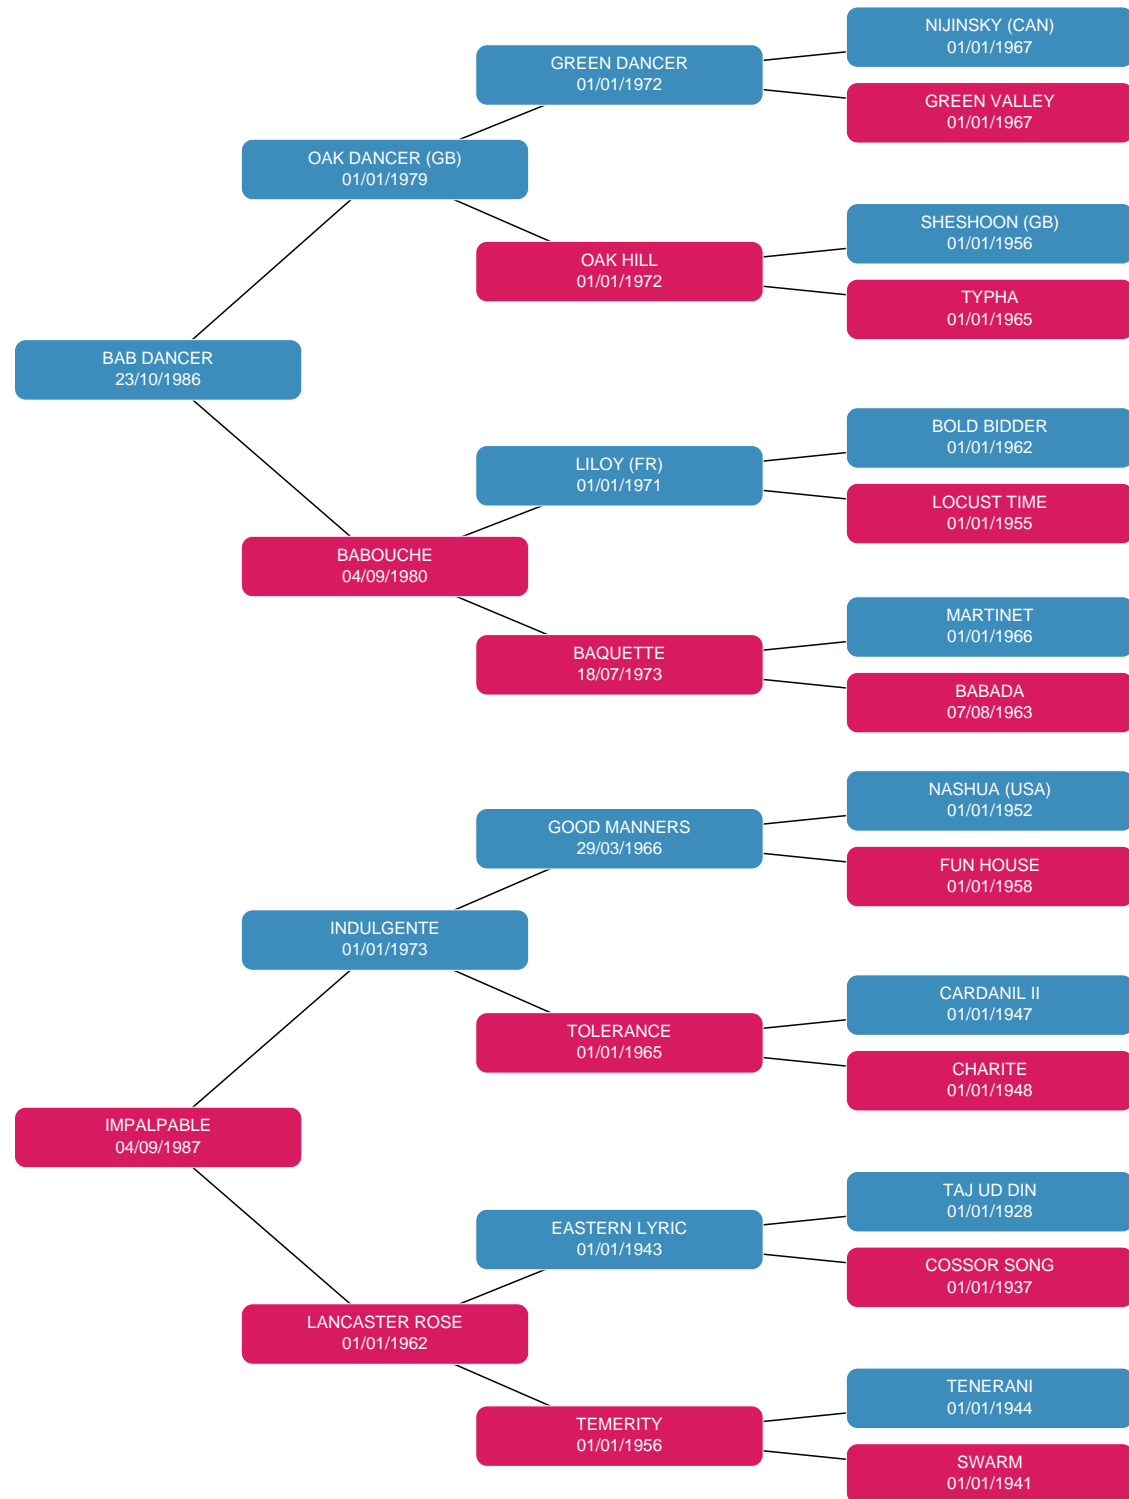 NIJINSKY (CAN)
01/01/1967
GREEN DANCER
01/01/1972
GREEN VALLEY
01/01/1967
OAK DANCER (GB)
01/01/1979
SHESHOON (GB)
01/01/1956
OAK HILL
01/01/1972
TYPHA
01/01/1965
BAB DANCER
23/10/1986
BOLD BIDDER
01/01/1962
LILOY (FR)
01/01/1971
LOCUST TIME
01/01/1955
BABOUCHE
04/09/1980
MARTINET
01/01/1966
BAQUETTE
18/07/1973
BABADA
07/08/1963
NASHUA (USA)
01/01/1952
GOOD MANNERS
29/03/1966
FUN HOUSE
01/01/1958
INDULGENTE
01/01/1973
CARDANIL II
01/01/1947
TOLERANCE
01/01/1965
CHARITE
01/01/1948
IMPALPABLE
04/09/1987
TAJ UD DIN
01/01/1928
EASTERN LYRIC
01/01/1943
COSSOR SONG
01/01/1937
LANCASTER ROSE
01/01/1962
TENERANI
01/01/1944
TEMERITY
01/01/1956
SWARM
01/01/1941